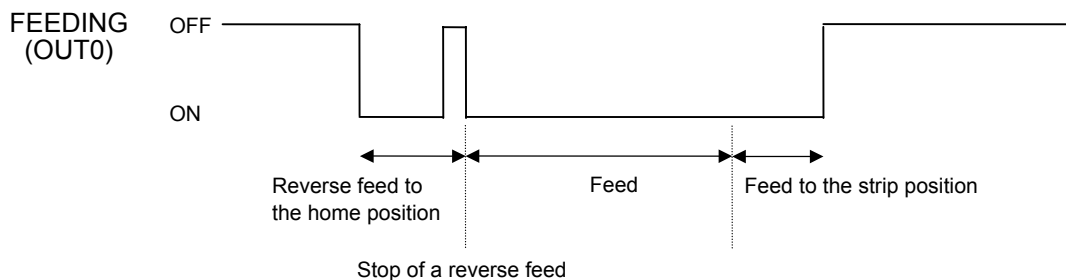 FEEDING
(OUT0)
OFF
ON
Reverse feed to
the home position
Feed
Feed to the strip position
Stop of a reverse feed